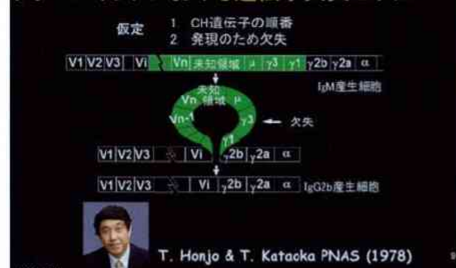 仮定 1. CH遺伝子の順番
2. 発現のため欠失
V1 V2 V3 Vi Vn 未知領域 μ γ3 γ1 γ2b γ2a α
IgM産生細胞
未知
Vn 領域 μ
Vn-1 γ3 ← 欠失
γ1
V1 V2 V3 Vi γ2b γ2a α
V1 V2 V3 Vi γ2b γ2a α IgG2b産生細胞
T. Honjo & T. Kataoka PNAS (1978)